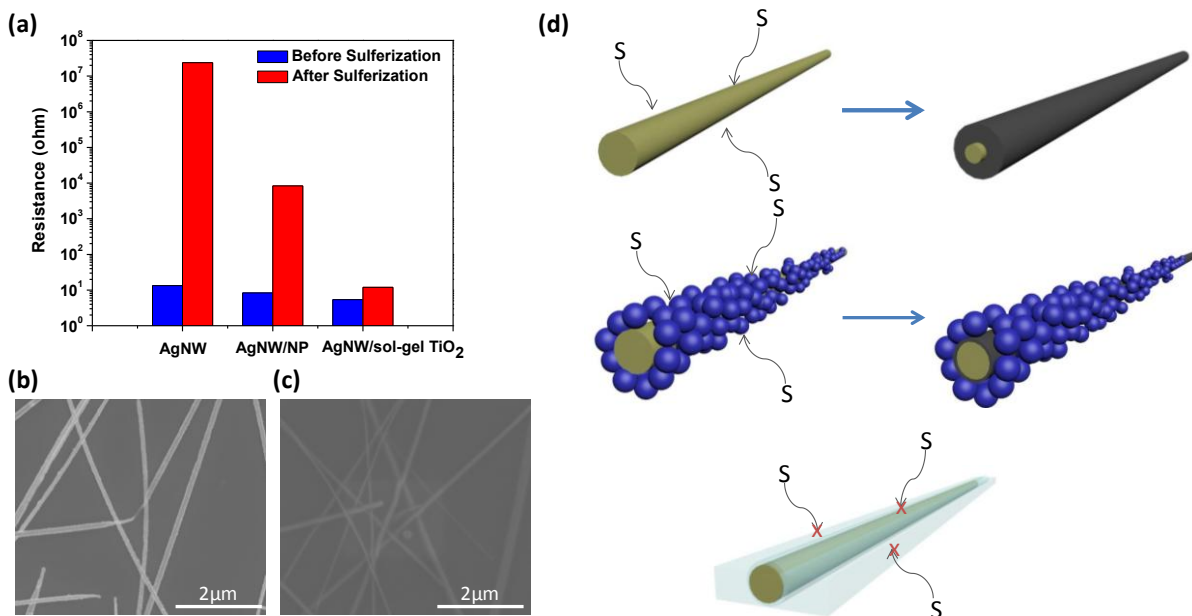 (a)
10^8
10^7
10^6
10^5
10^4
10^3
10^2
10^1
10^0
Resistance (ohm)
Before Sulferization
After Sulferization
AgNW
AgNW/NP
AgNW/sol-gel TiO2
(b)
2μm
(c)
2μm
(d)
S
S
S
S
S
S
S
S
X
X
X
S